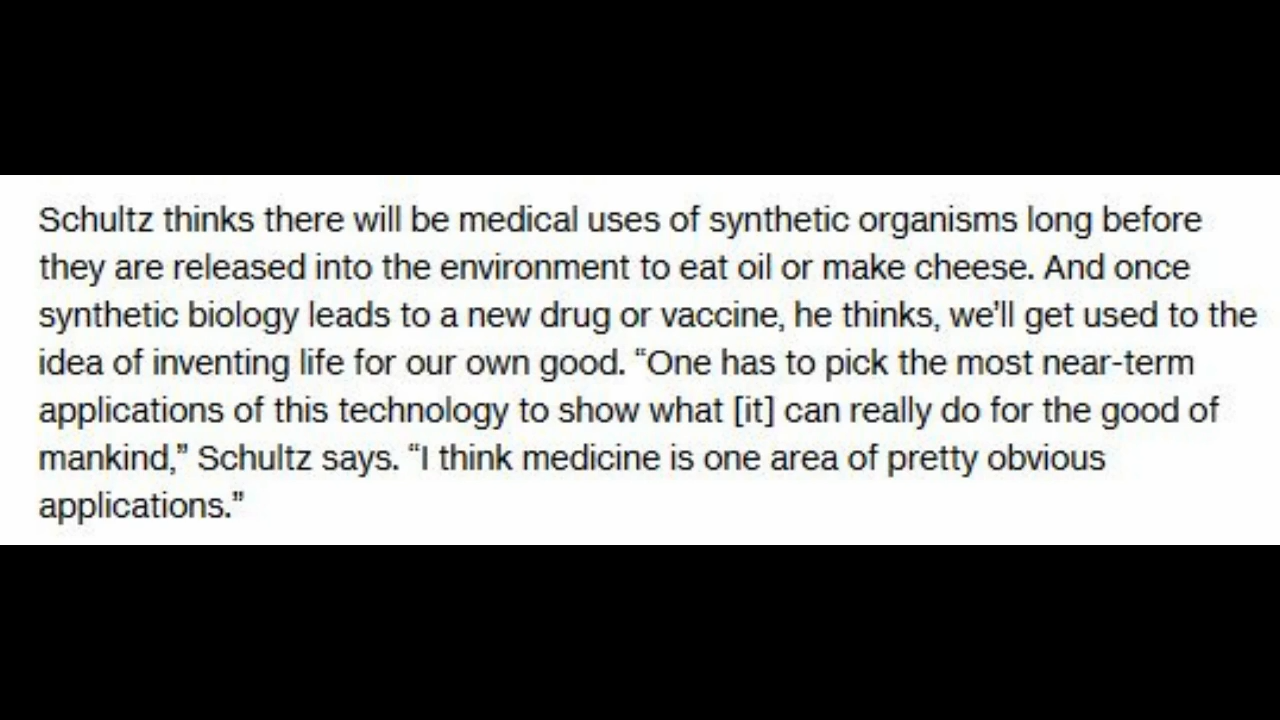 Schultz thinks there will be medical uses of synthetic organisms long before
they are released into the environment to eat oil or make cheese. And once
synthetic biology leads to a new drug or vaccine, he thinks, we’ll get used to the
idea of inventing life for our own good. “One has to pick the most near-term
applications of this technology to show what [it] can really do for the good of
mankind,” Schultz says. “I think medicine is one area of pretty obvious
applications.”